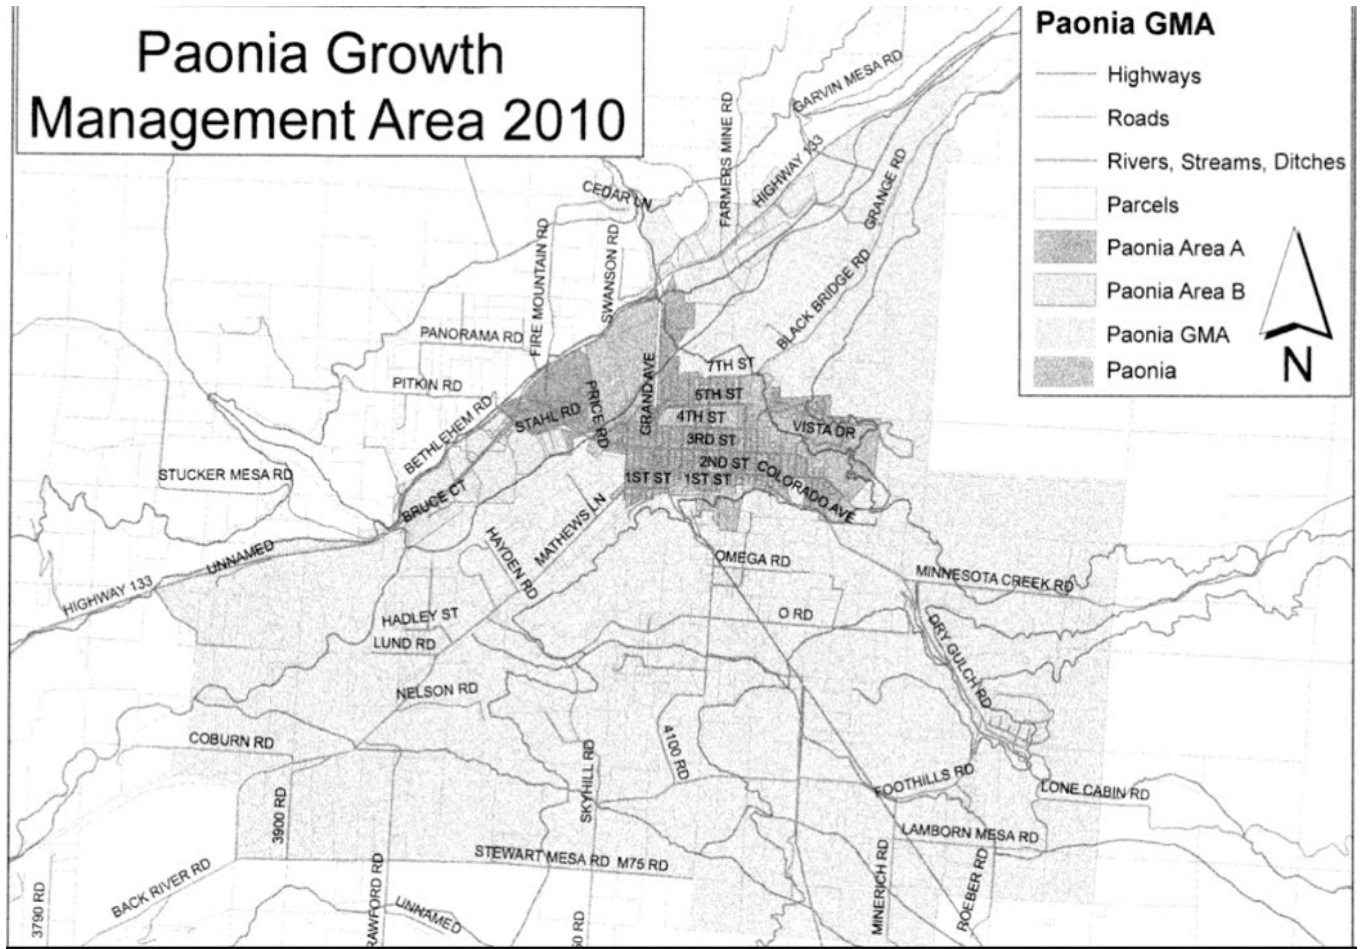 Paonia Growth
Management Area 2010
Paonia GMA
Highways
Roads
Rivers, Streams, Ditches
Parcels
Paonia Area A
Paonia Area B
Paonia GMA
Paonia
N
GARVIN MESA RD
FARMERS MINE RD
HIGHWAY 133
GRANGE RD
CEDAR LN
FIRE MOUNTAIN RD
SWANSON RD
BLACK BRIDGE RD
PANORAMA RD
PITKIN RD
7TH ST
5TH ST
GRAND AVE
PRICE RD
STAHL RD
4TH ST
VISTA DR
3RD ST
BETHLEHEM RD
2ND ST
COLORADO AVE
1ST ST
1ST ST
STUCKER MESA RD
BRUCE CT
MATHEWS LN
HAYDEN RD
UNNAMED
HIGHWAY 133
OMEGA RD
MINNESOTA CREEK RD
HADLEY ST
O RD
LUND RD
DRY GULCH RD
NELSON RD
COBURN RD
4100 RD
SKYHILL RD
FOOTHILLS RD
LONE CABIN RD
3900 RD
LAMBORN MESA RD
STEWART MESA RD M75 RD
BACK RIVER RD
3790 RD
RAWFORD RD
UNNAMED
50 RD
MINERICH RD
ROEBER RD